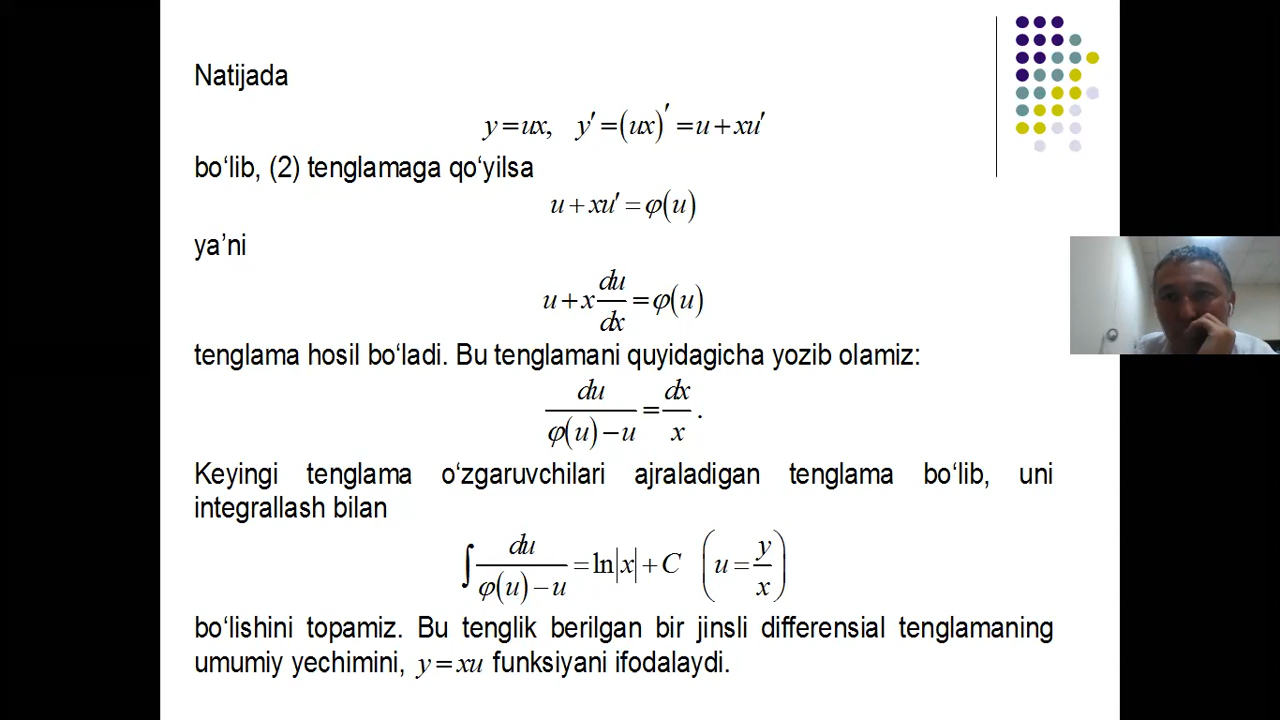 Natijada
y=ux, y′=(ux)′=u+xu′
bo‘lib, (2) tenglamaga qo‘yilsa
u+xu′=φ(u)
ya’ni
u+x du/dx=φ(u)
tenglama hosil bo‘ladi. Bu tenglamani quyidagicha yozib olamiz:
du/(φ(u)−u)=dx/x.
Keyingi tenglama o‘zgaruvchilari ajraladigan tenglama bo‘lib, uni
integrallash bilan
∫du/(φ(u)−u)=ln|x|+C (u=y/x)
bo‘lishini topamiz. Bu tenglik berilgan bir jinsli differensial tenglamaning
umumiy yechimini, y=xu funksiyani ifodalaydi.